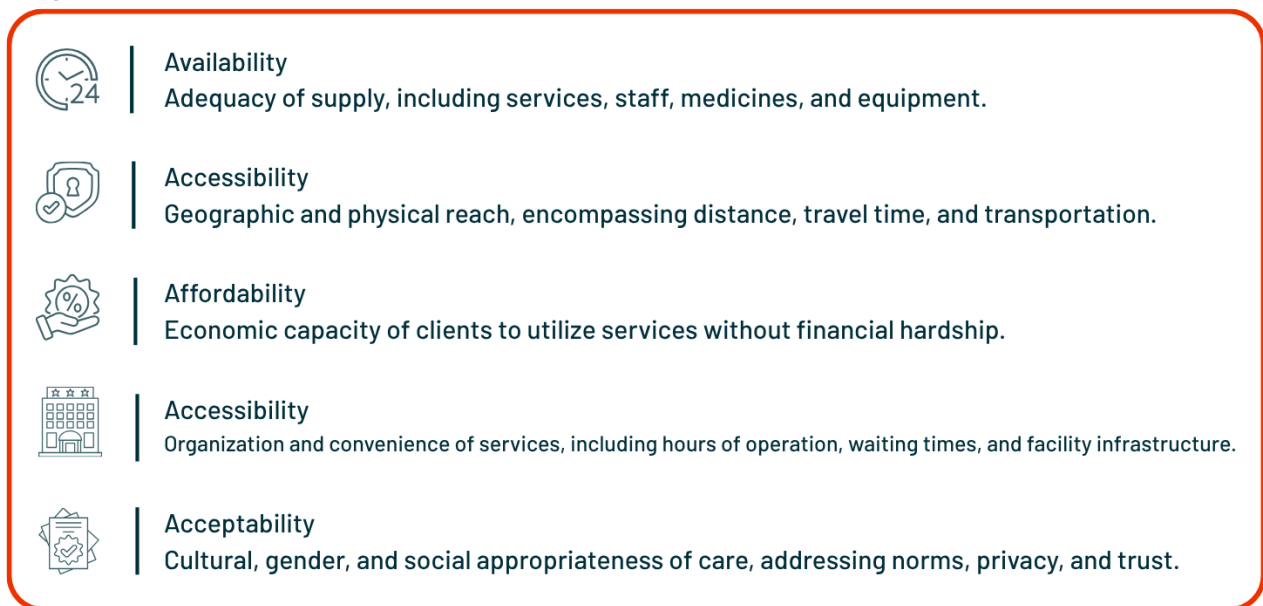 24
Availability
Adequacy of supply, including services, staff, medicines, and equipment.
Accessibility
Geographic and physical reach, encompassing distance, travel time, and transportation.
%
Affordability
Economic capacity of clients to utilize services without financial hardship.
Accessibility
Organization and convenience of services, including hours of operation, waiting times, and facility infrastructure.
Acceptability
Cultural, gender, and social appropriateness of care, addressing norms, privacy, and trust.